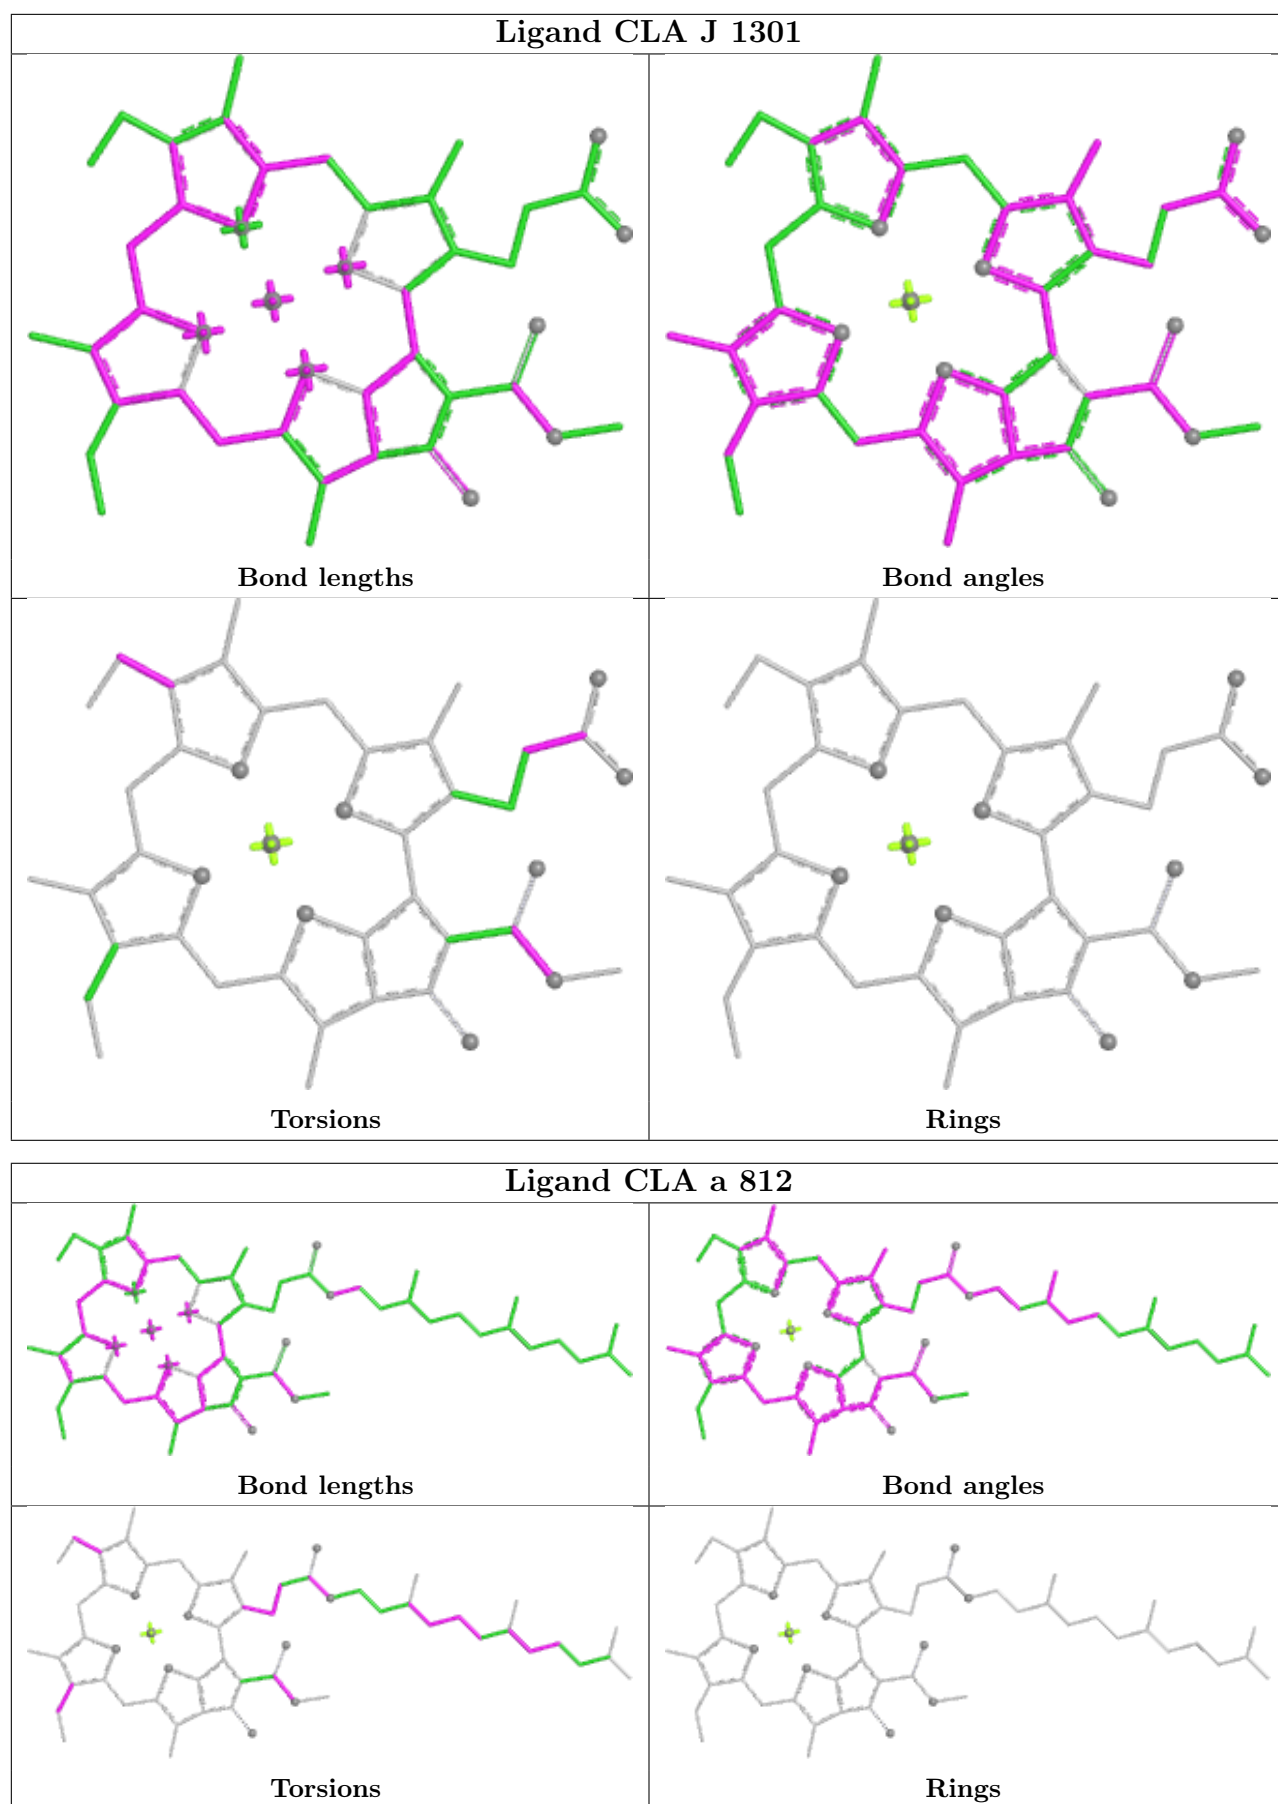 Ligand CLA J 1301
Bond lengths
Bond angles
Torsions
Rings
Ligand CLA a 812
Bond lengths
Bond angles
Torsions
Rings